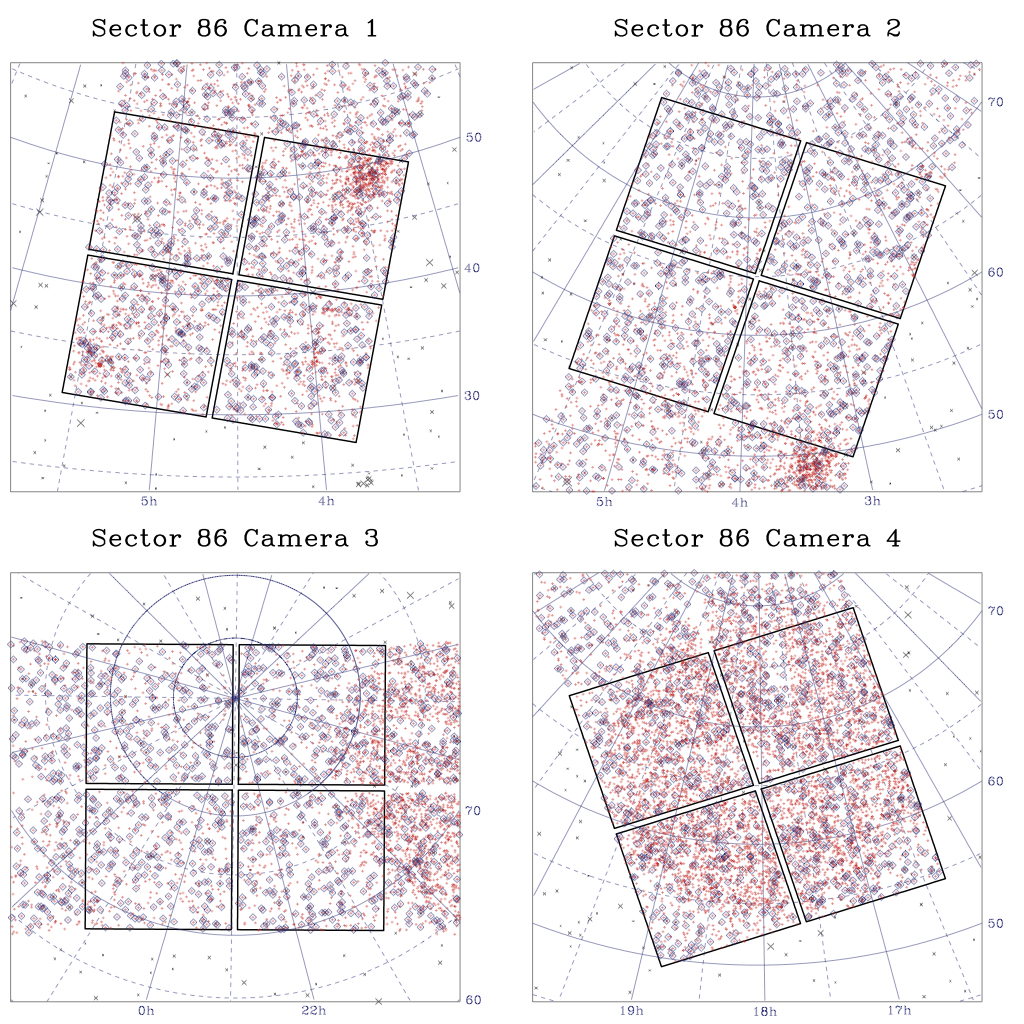 Sector 86 Camera 1
50
40
30
5h
4h
Sector 86 Camera 2
70
60
50
5h
4h
3h
Sector 86 Camera 3
70
60
0h
22h
Sector 86 Camera 4
70
60
50
19h
18h
17h